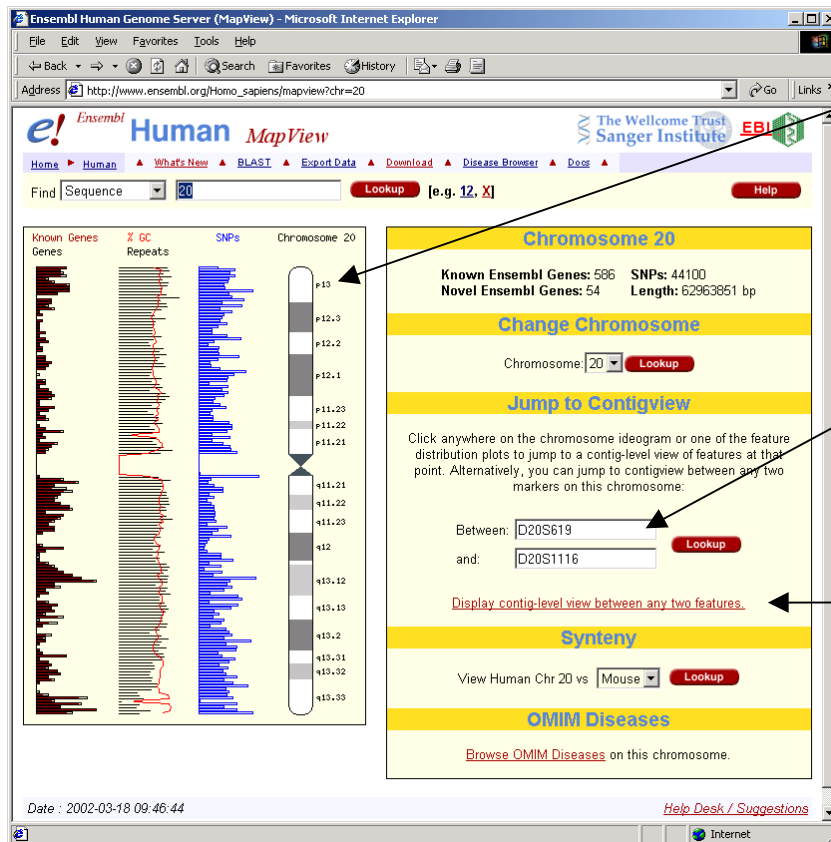 Ensembl Human Genome Server (MapView) - Microsoft Internet Explorer
File Edit View Favorites Tools Help
Back Search Favorites History
Address http://www.ensembl.org/Homo_sapiens/mapview?chr=20 Go Links
e! Ensembl Human MapView The Wellcome Trust Sanger Institute EBI
Home Human What's New BLAST Export Data Download Disease Browser Docs
Find Sequence 20 Lookup [e.g. 12, X] Help
Known Genes % GC SNPs Chromosome 20
Genes Repeats
p13
p12.3
p12.2
p12.1
p11.23
p11.22
p11.21
q11.21
q11.22
q11.23
q12
q13.12
q13.13
q13.2
q13.31
q13.32
q13.33
Chromosome 20
Known Ensembl Genes: 586 SNPs: 44100
Novel Ensembl Genes: 54 Length: 62963851 bp
Change Chromosome
Chromosome: 20 Lookup
Jump to Contigview
Click anywhere on the chromosome ideogram or one of the feature
distribution plots to jump to a contig-level view of features at that
point. Alternatively, you can jump to contigview between any two
markers on this chromosome:
Between: D20S619
Lookup
and: D20S1116
Display contig-level view between any two features.
Synteny
View Human Chr 20 vs Mouse Lookup
OMIM Diseases
Browse OMIM Diseases on this chromosome.
Date : 2002-03-18 09:46:44 Help Desk / Suggestions
Internet